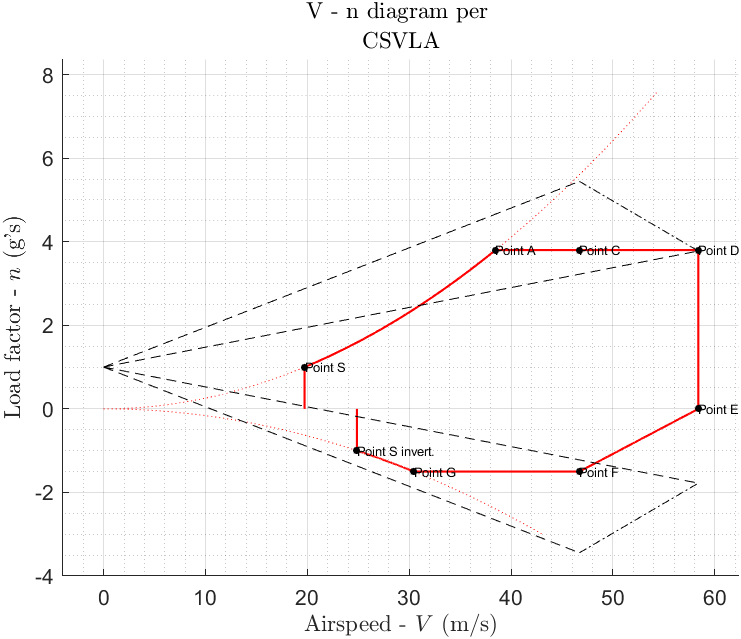 V - n diagram per
CSVLA
8
6
4
2
0
-2
-4
Load factor - n (g's)
Point A
Point C
Point D
Point S
Point E
Point S invert.
Point G
Point F
0 10 20 30 40 50 60
Airspeed - V (m/s)